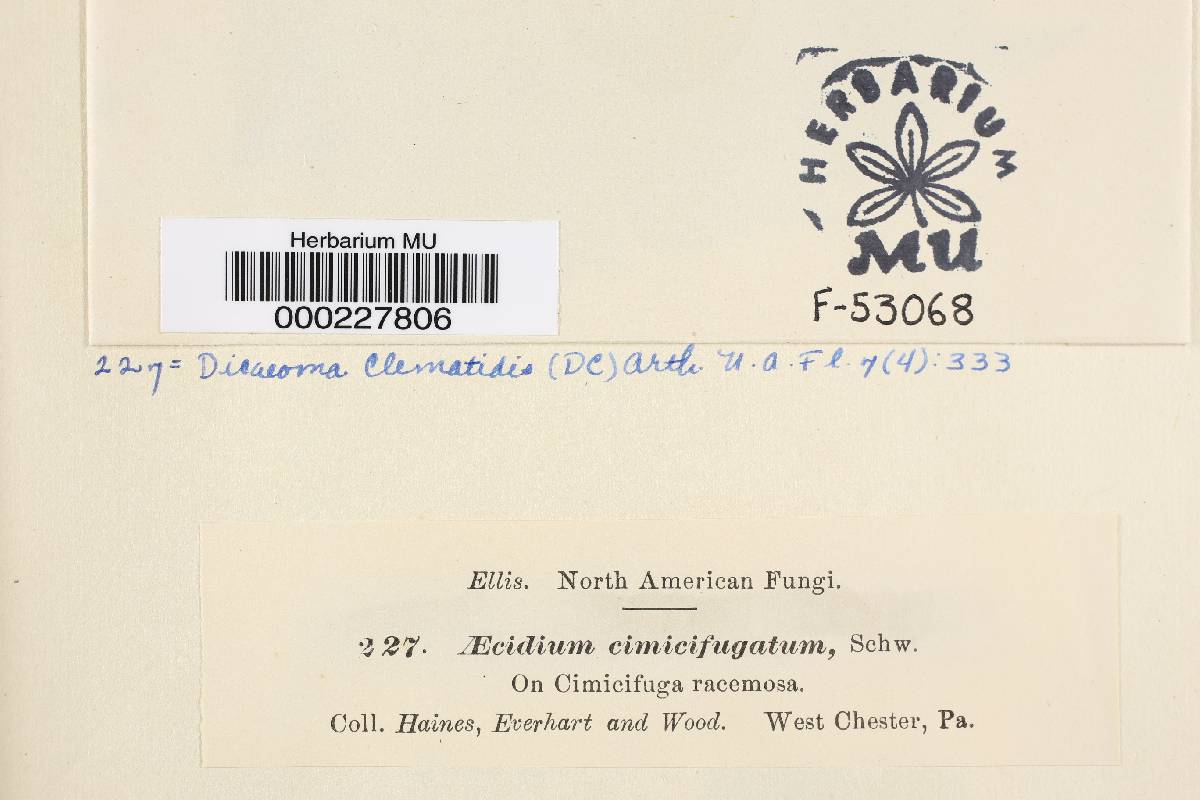 HERBARIUM
MU
F-53068
Herbarium MU
000227806
227 = Dicaeoma Clematidis (DC) Arth. N.A.Fl. 7(4):333
Ellis. North American Fungi.
227. Æcidium cimicifugatum, Schw.
On Cimicifuga racemosa.
Coll. Haines, Everhart and Wood. West Chester, Pa.